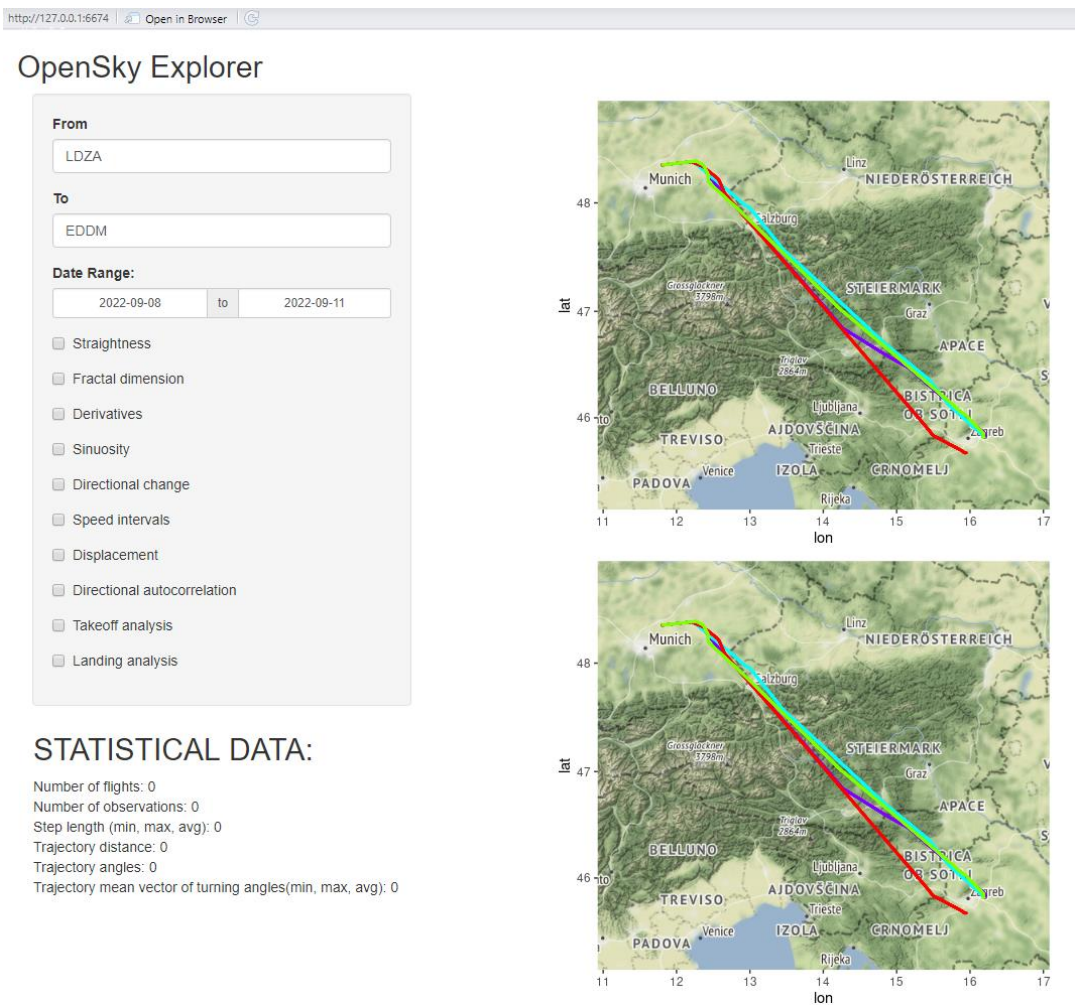 http://127.0.0.1:6674 Open in Browser
OpenSky Explorer
From
LDZA
To
EDDM
Date Range:
2022-09-08 to 2022-09-11
Straightness
Fractal dimension
Derivatives
Sinuosity
Directional change
Speed intervals
Displacement
Directional autocorrelation
Takeoff analysis
Landing analysis
STATISTICAL DATA:
Number of flights: 0
Number of observations: 0
Step length (min, max, avg): 0
Trajectory distance: 0
Trajectory angles: 0
Trajectory mean vector of turning angles(min, max, avg): 0
Linz
Munich
NIEDERÖSTERREICH
48
Salzburg
Grossglockner
3798m
STEIERMARK
47
Graz
lat
APACE
Triglav
2864m
BELLUNO
BISTRICA
Ljubljana
OB SOTLI
46
to
AJDOVŠČINA
Zagreb
TREVISO
Trieste
Venice
IZOLA
CRNOMELJ
PADOVA
Rijeka
11 12 13 14 15 16 17
lon
Linz
Munich
NIEDERÖSTERREICH
48
Salzburg
Grossglockner
3798m
STEIERMARK
47
Graz
lat
APACE
Triglav
2864m
BELLUNO
BISTRICA
Ljubljana
OB SOTLI
46
to
AJDOVŠČINA
Zagreb
TREVISO
Trieste
Venice
IZOLA
CRNOMELJ
PADOVA
Rijeka
11 12 13 14 15 16 17
lon